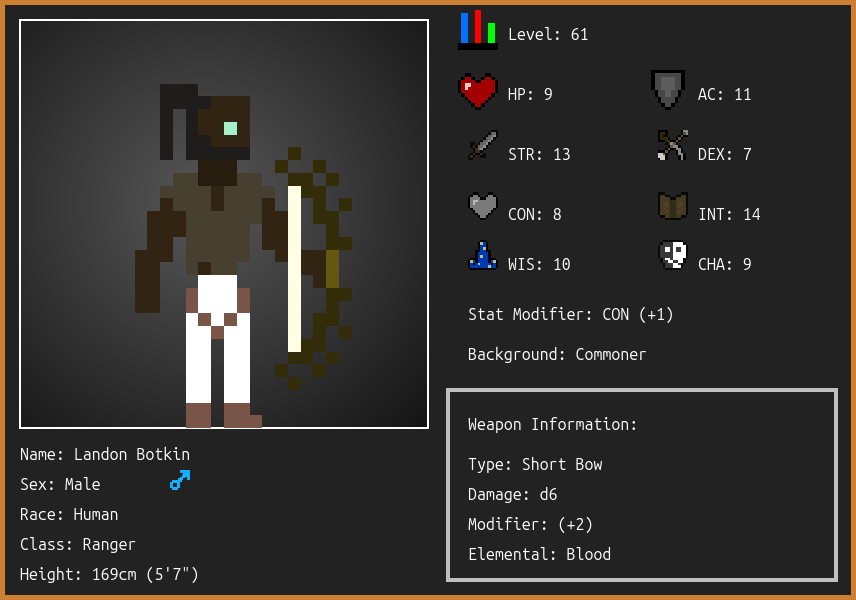 Level: 61
HP: 9
AC: 11
STR: 13
DEX: 7
CON: 8
INT: 14
WIS: 10
CHA: 9
Stat Modifier: CON (+1)
Background: Commoner
Weapon Information:
Type: Short Bow
Damage: d6
Modifier: (+2)
Elemental: Blood
Name: Landon Botkin
Sex: Male
Race: Human
Class: Ranger
Height: 169cm (5'7")